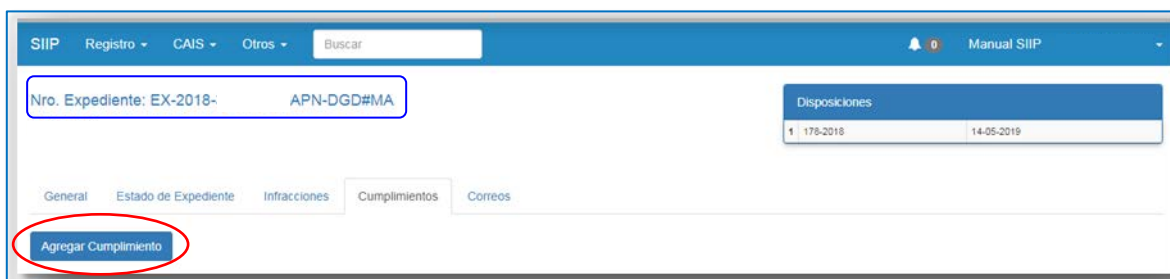 SIIP Registro CAIS Otros Buscar 0 Manual SIIP
Nro. Expediente: EX-2018- APN-DGD#MA
Disposiciones
1 178-2018 14-05-2019
General Estado de Expediente Infracciones Cumplimientos Correos
Agregar Cumplimiento